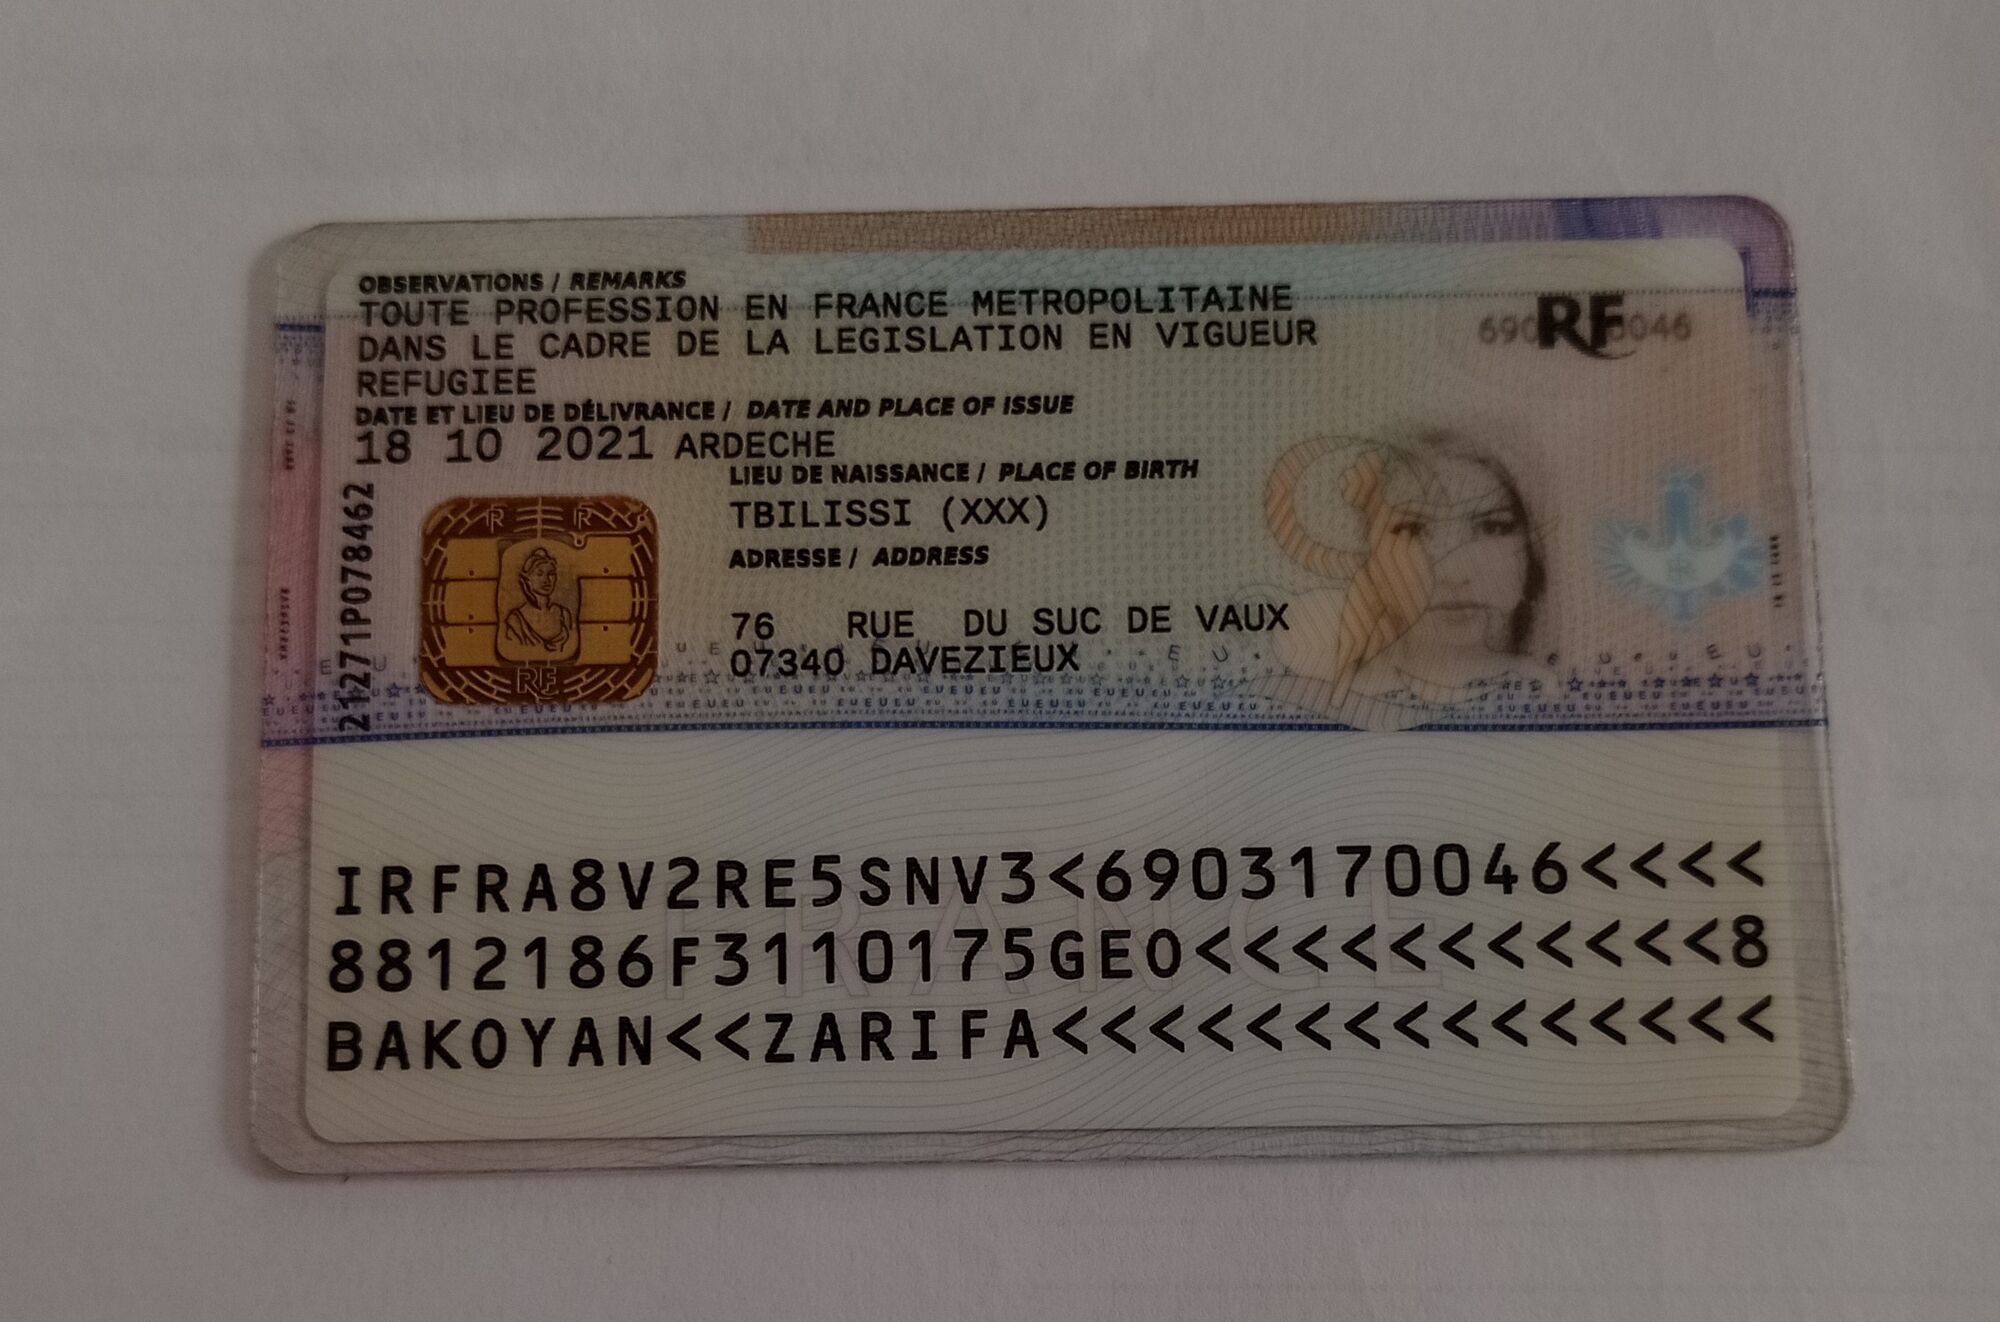 OBSERVATIONS / REMARKS
TOUTE PROFESSION EN FRANCE METROPOLITAINE
DANS LE CADRE DE LA LEGISLATION EN VIGUEUR
REFUGIEE
DATE ET LIEU DE DÉLIVRANCE / DATE AND PLACE OF ISSUE
18 10 2021 ARDECHE
LIEU DE NAISSANCE / PLACE OF BIRTH
TBILISSI (XXX)
ADRESSE / ADDRESS
76 RUE DU SUC DE VAUX
07340 DAVEZIEUX
21271P078462
RF
RF
FRANCE
IRFRA8V2RE5SNV3<6903170046<<<<
8812186F3110175GEO<<<<<<<<<<<8
BAKOYAN<<ZARIFA<<<<<<<<<<<<<<<